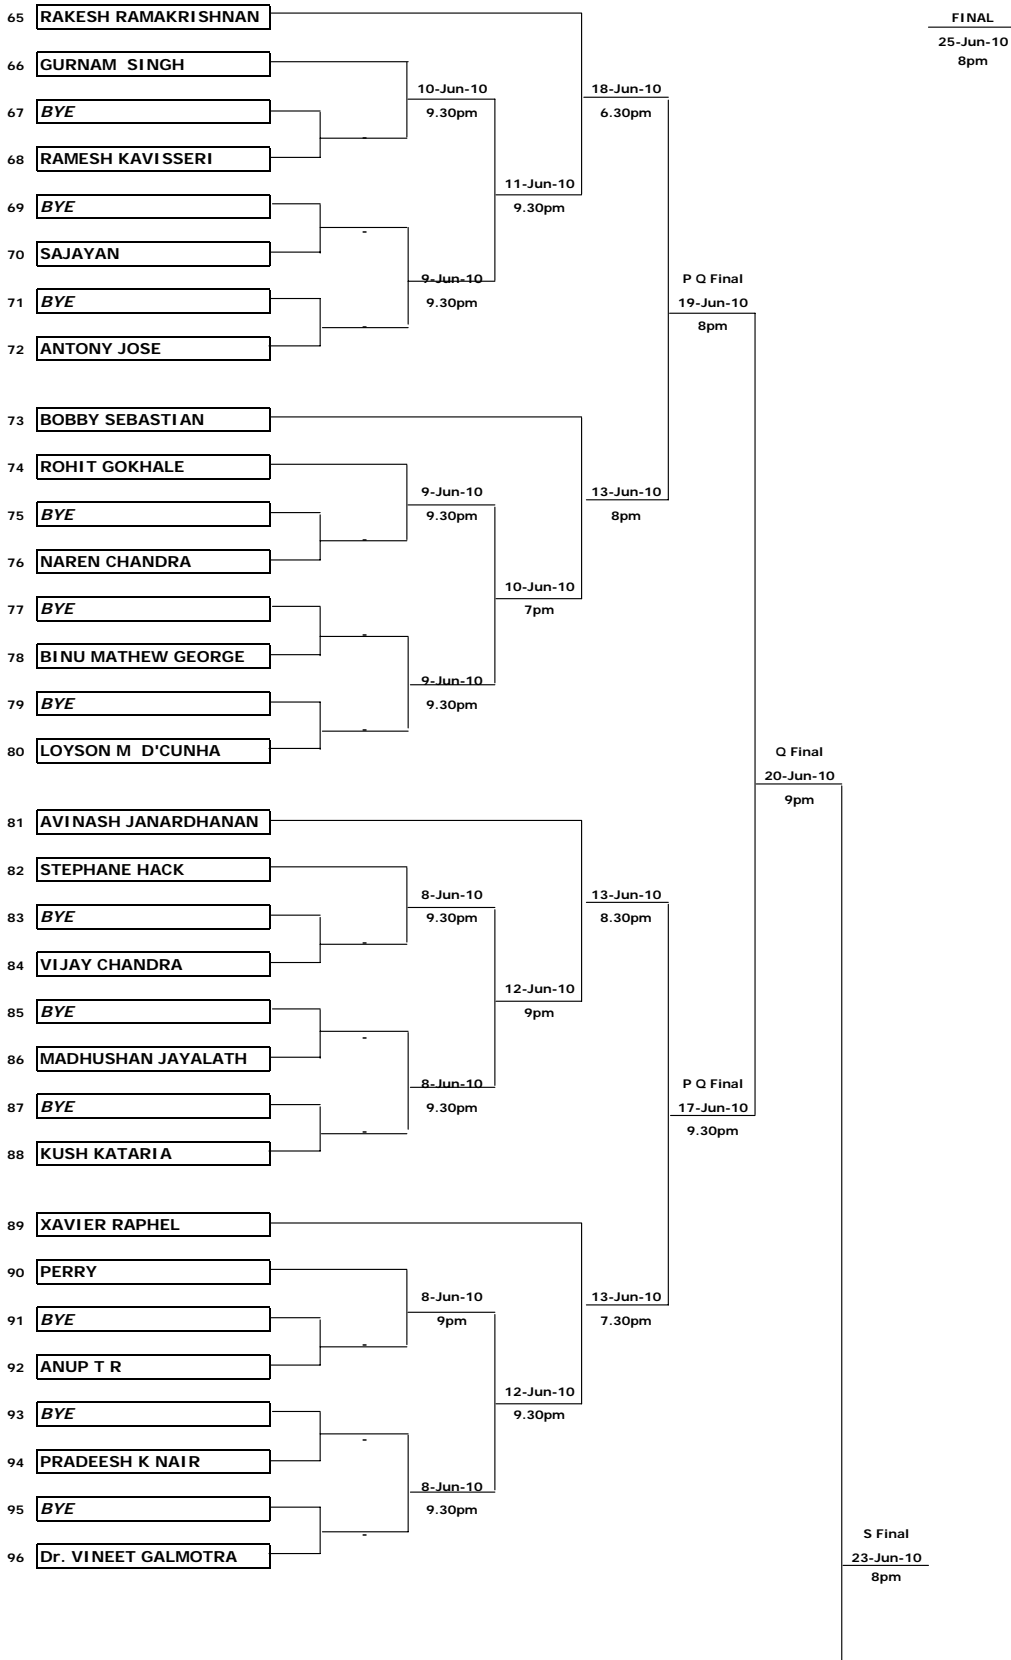 65 RAKESH RAMAKRISHNAN
FINAL
25-Jun-10
8pm
66 GURNAM SINGH
10-Jun-10
9.30pm
18-Jun-10
6.30pm
67 BYE
-
68 RAMESH KAVISSERI
11-Jun-10
9.30pm
69 BYE
-
70 SAJAYAN
9-Jun-10
9.30pm
P Q Final
19-Jun-10
8pm
71 BYE
-
72 ANTONY JOSE
73 BOBBY SEBASTIAN
74 ROHIT GOKHALE
9-Jun-10
9.30pm
13-Jun-10
8pm
75 BYE
-
76 NAREN CHANDRA
10-Jun-10
7pm
77 BYE
-
78 BINU MATHEW GEORGE
9-Jun-10
9.30pm
79 BYE
-
80 LOYSON M D'CUNHA
Q Final
20-Jun-10
9pm
81 AVINASH JANARDHANAN
82 STEPHANE HACK
8-Jun-10
9.30pm
13-Jun-10
8.30pm
83 BYE
-
84 VIJAY CHANDRA
12-Jun-10
9pm
85 BYE
-
86 MADHUSHAN JAYALATH
8-Jun-10
9.30pm
P Q Final
17-Jun-10
9.30pm
87 BYE
-
88 KUSH KATARIA
89 XAVIER RAPHEL
90 PERRY
8-Jun-10
9pm
13-Jun-10
7.30pm
91 BYE
-
92 ANUP T R
12-Jun-10
9.30pm
93 BYE
-
94 PRADEESH K NAIR
8-Jun-10
9.30pm
95 BYE
-
96 Dr. VINEET GALMOTRA
S Final
23-Jun-10
8pm